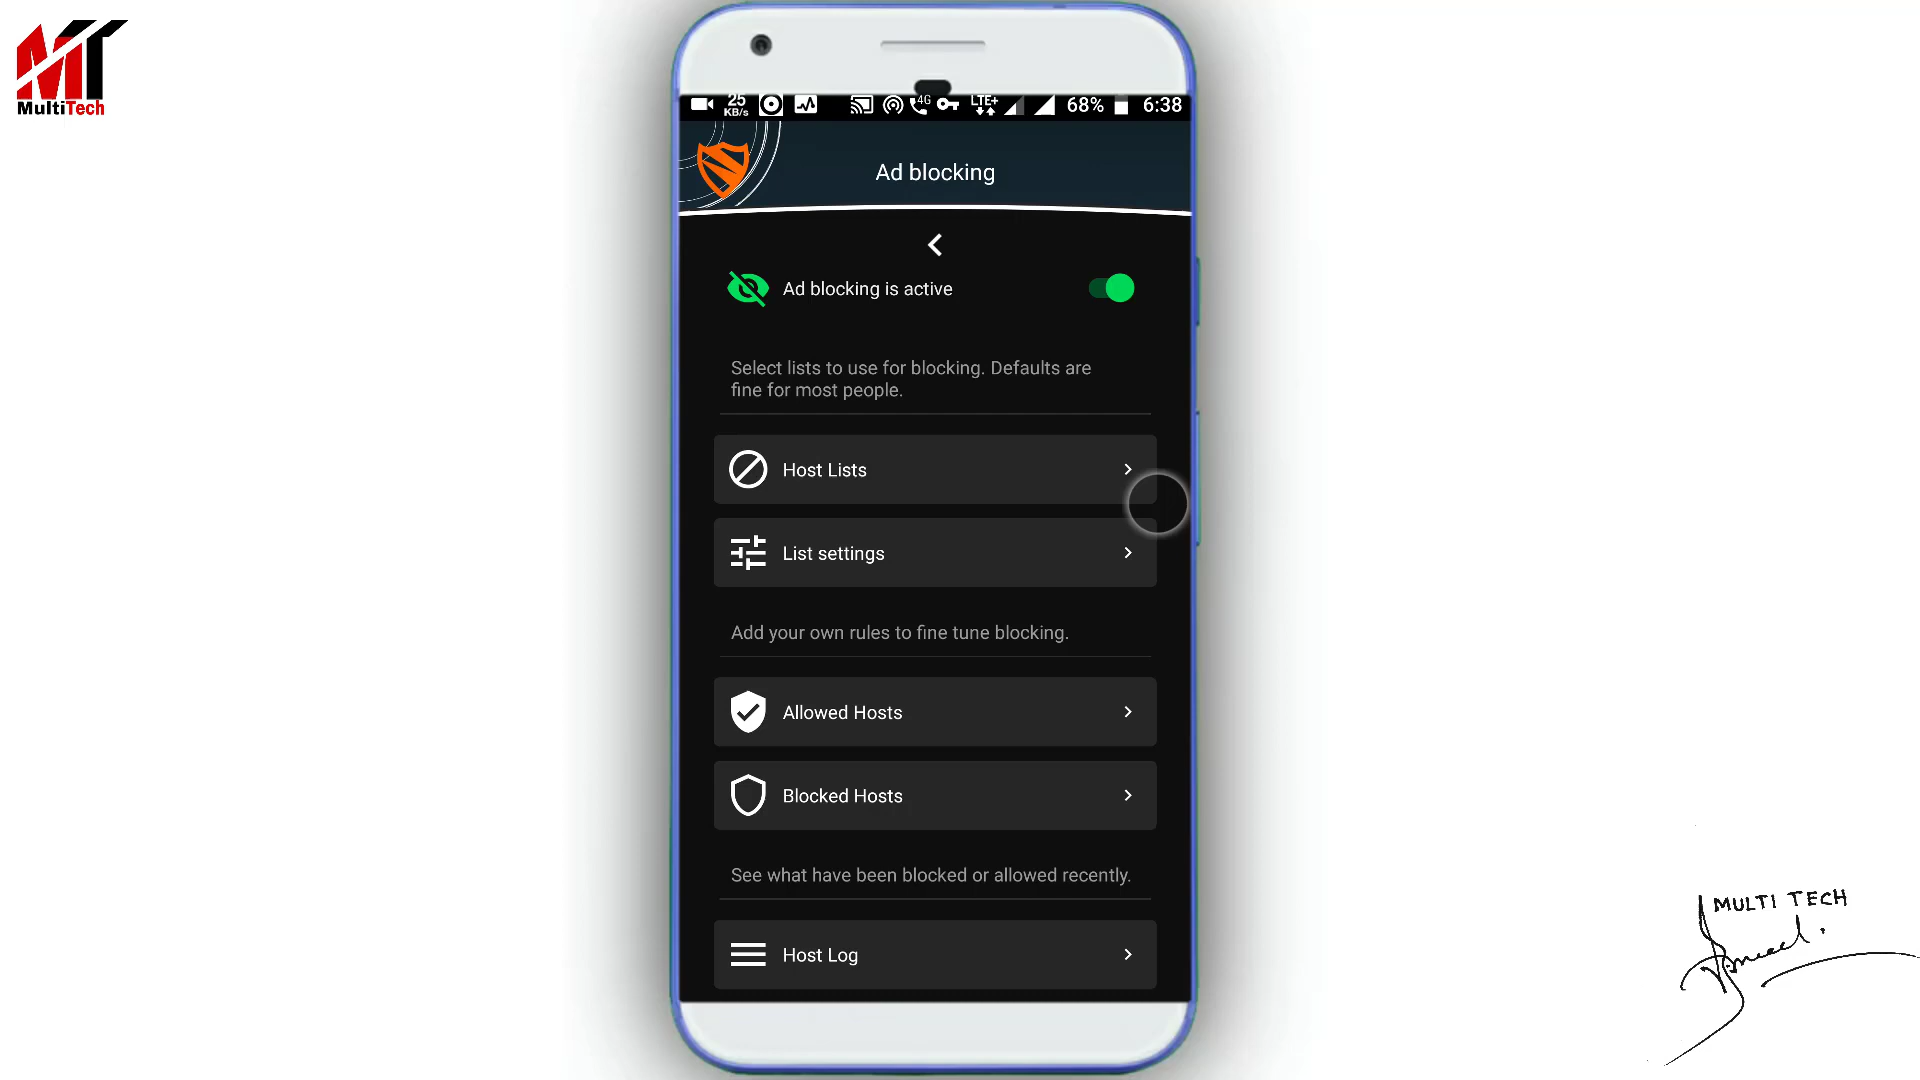 MT
MultiTech
25
KB/s
4G
LTE+
68%
6:38
Ad blocking
Ad blocking is active
Select lists to use for blocking. Defaults are
fine for most people.
Host Lists
List settings
Add your own rules to fine tune blocking.
Allowed Hosts
Blocked Hosts
See what have been blocked or allowed recently.
Host Log
MULTI TECH